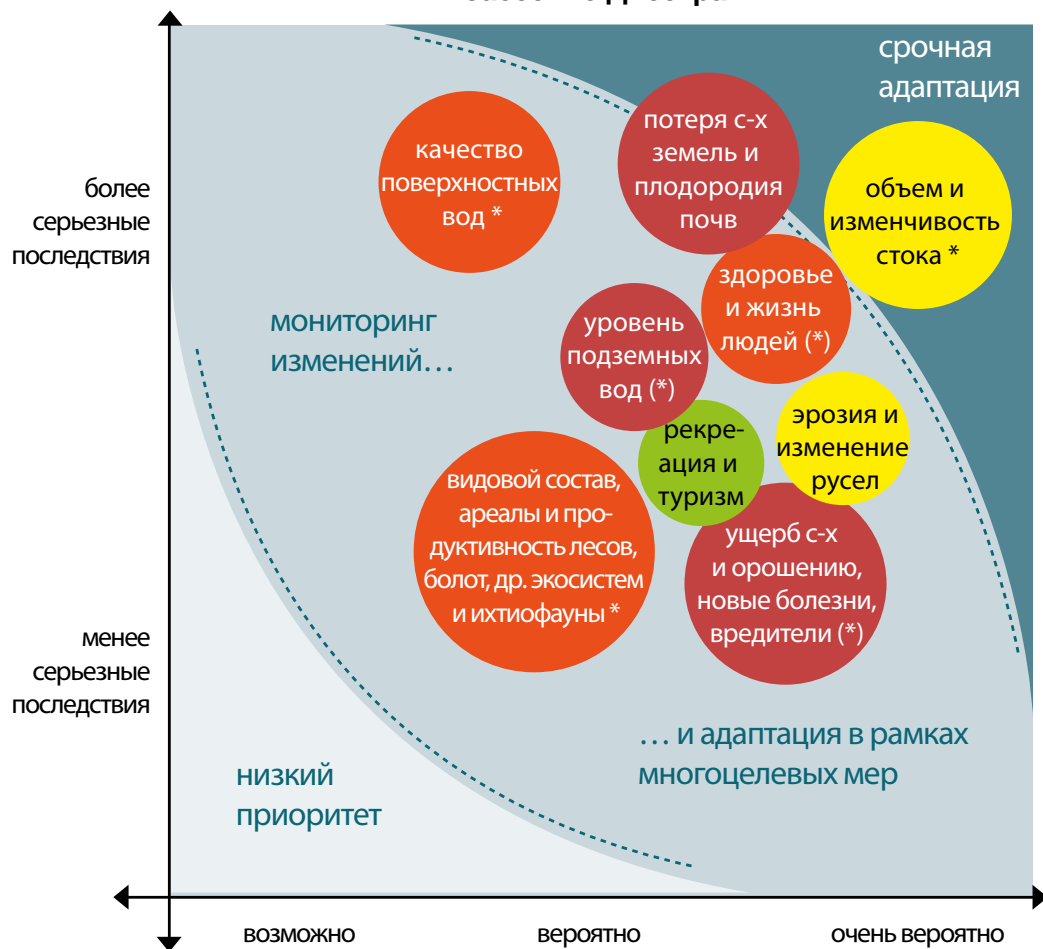 срочная
адаптация
потеря с-х
земель и
плодородия
почв
качество
поверхностных
вод *
объем и
изменчивость
стока *
более
серьезные
последствия
здоровье
и жизнь
людей (*)
мониторинг
изменений…
уровень
подземных
вод (*)
эрозия и
изменение
русел
рекре-
ация и
туризм
видовой состав,
ареалы и про-
дуктивность лесов,
болот, др. экосистем
и ихтиофауны *
ущерб с-х
и орошению,
новые болезни,
вредители (*)
менее
серьезные
последствия
… и адаптация в рамках
многоцелевых мер
низкий
приоритет
возможно
вероятно
очень вероятно